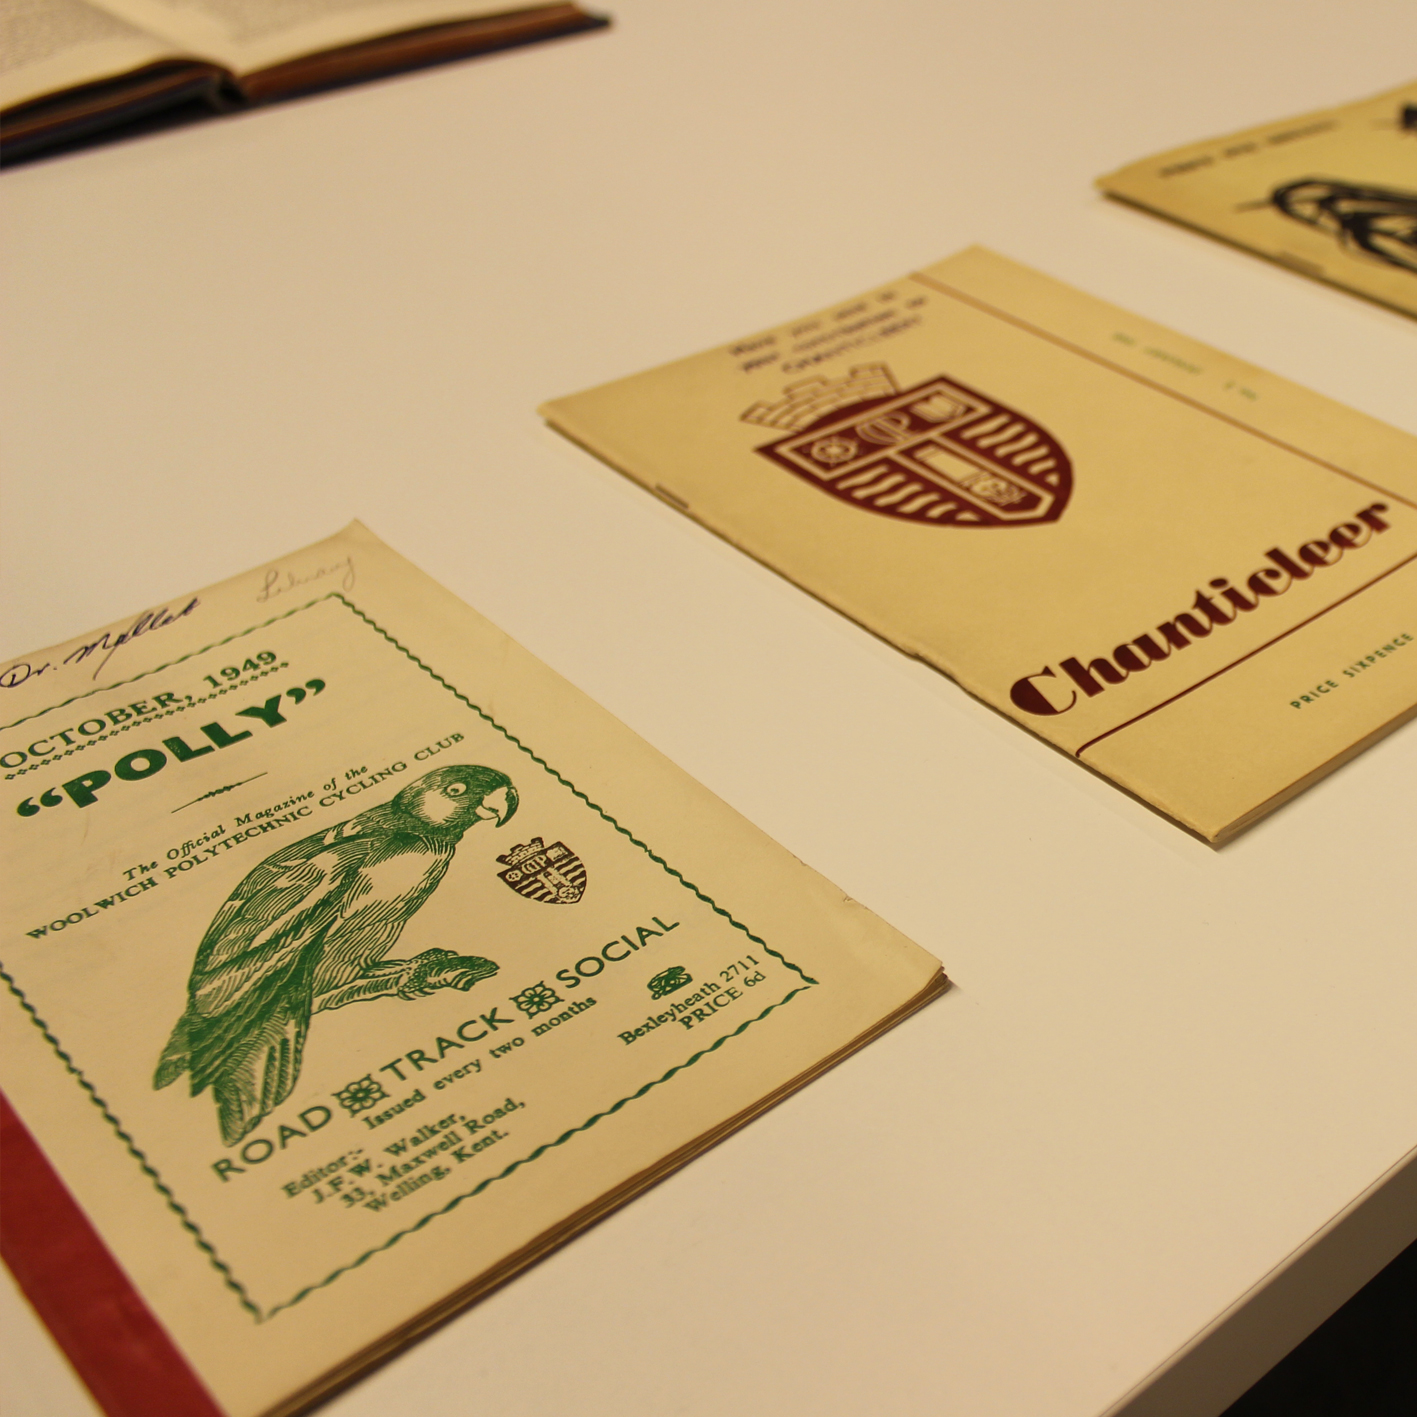 Dr. Mallet
Library
OCTOBER, 1949
“POLLY”
The Official Magazine of the
WOOLWICH POLYTECHNIC CYCLING CLUB
ROAD TRACK SOCIAL
Issued every two months
Bexleyheath 2711
PRICE 6d
Editor:-
J.F.W. Walker,
33, Maxwell Road,
Welling, Kent.
Chanticleer
PRICE SIXPENCE